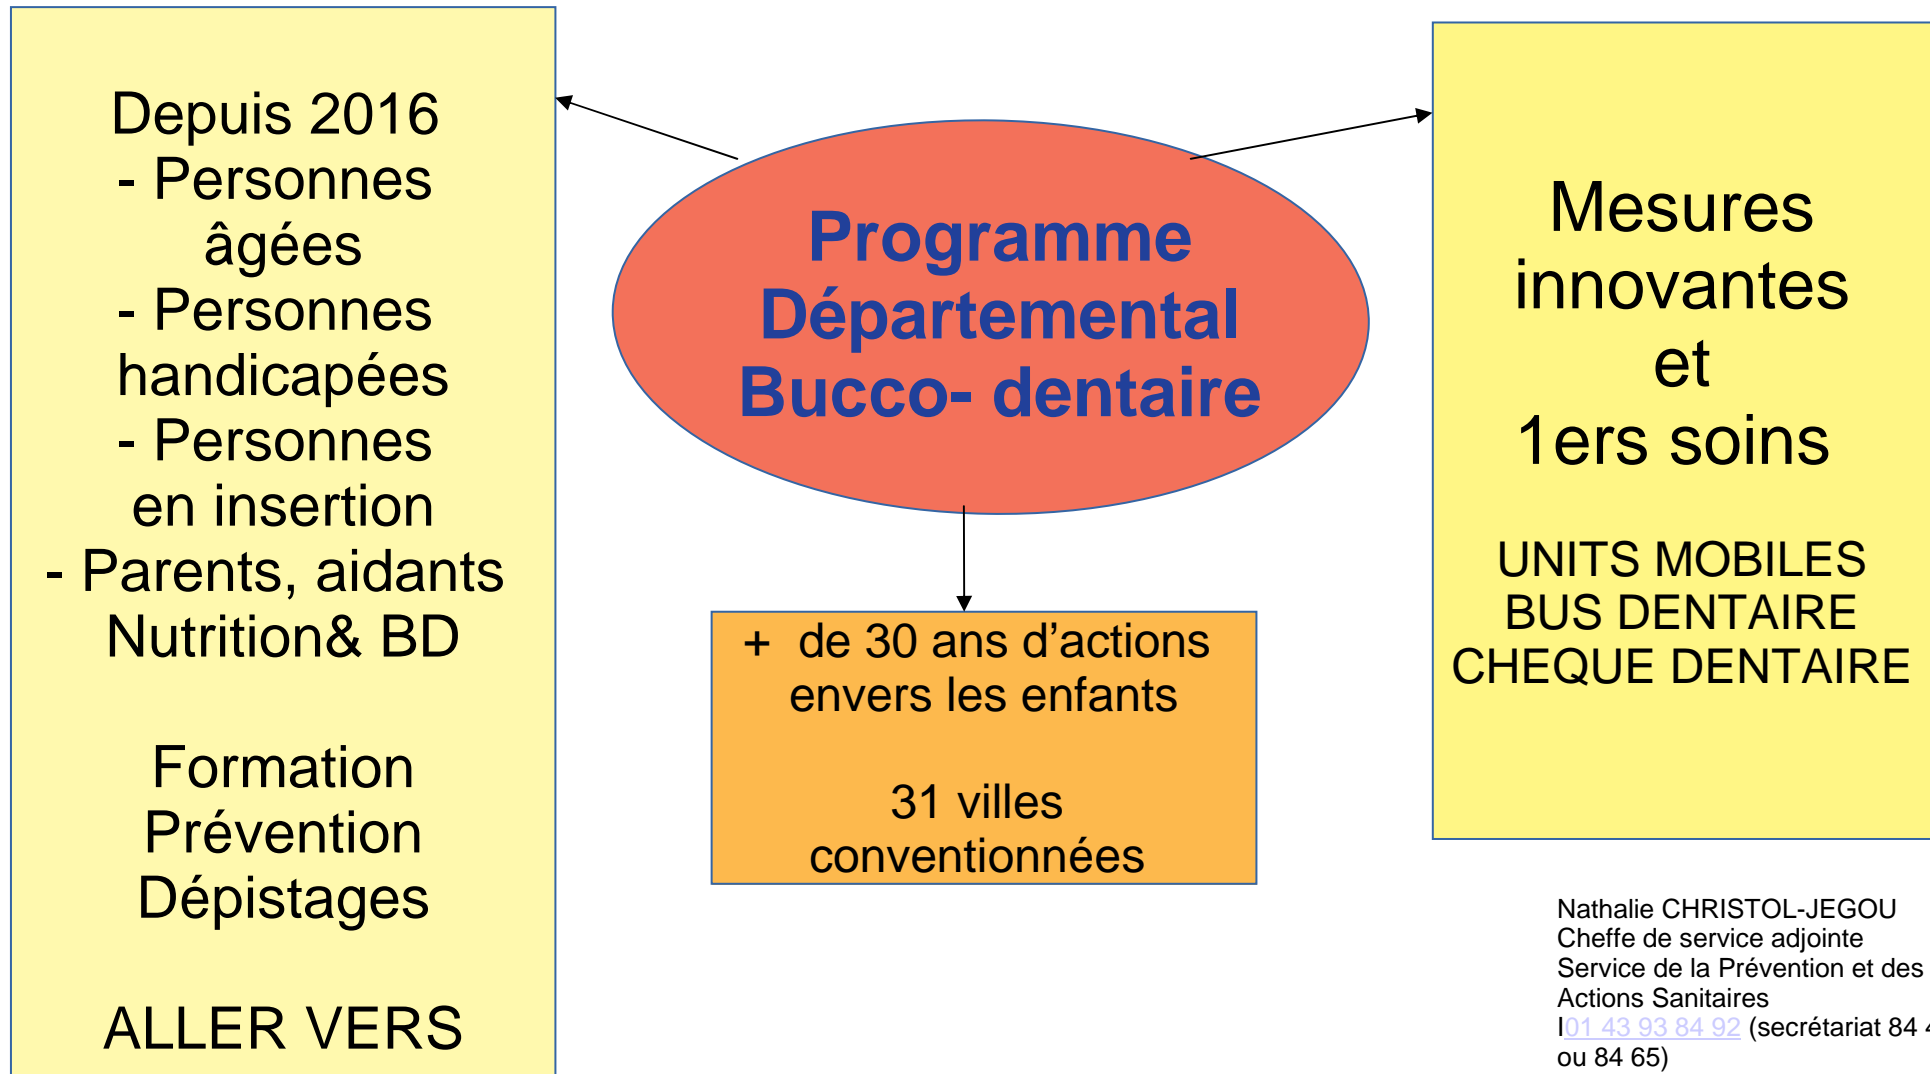 Depuis 2016
- Personnes
âgées
- Personnes
handicapées
- Personnes
en insertion
- Parents, aidants
Nutrition& BD
Formation
Prévention
Dépistages
ALLER VERS
Programme
Départemental
Bucco- dentaire
+ de 30 ans d’actions
envers les enfants
31 villes
conventionnées
Mesures
innovantes
et
1ers soins
UNITS MOBILES
BUS DENTAIRE
CHEQUE DENTAIRE
Nathalie CHRISTOL-JEGOU
Cheffe de service adjointe
Service de la Prévention et des
Actions Sanitaires
I01 43 93 84 92 (secrétariat 84
ou 84 65)